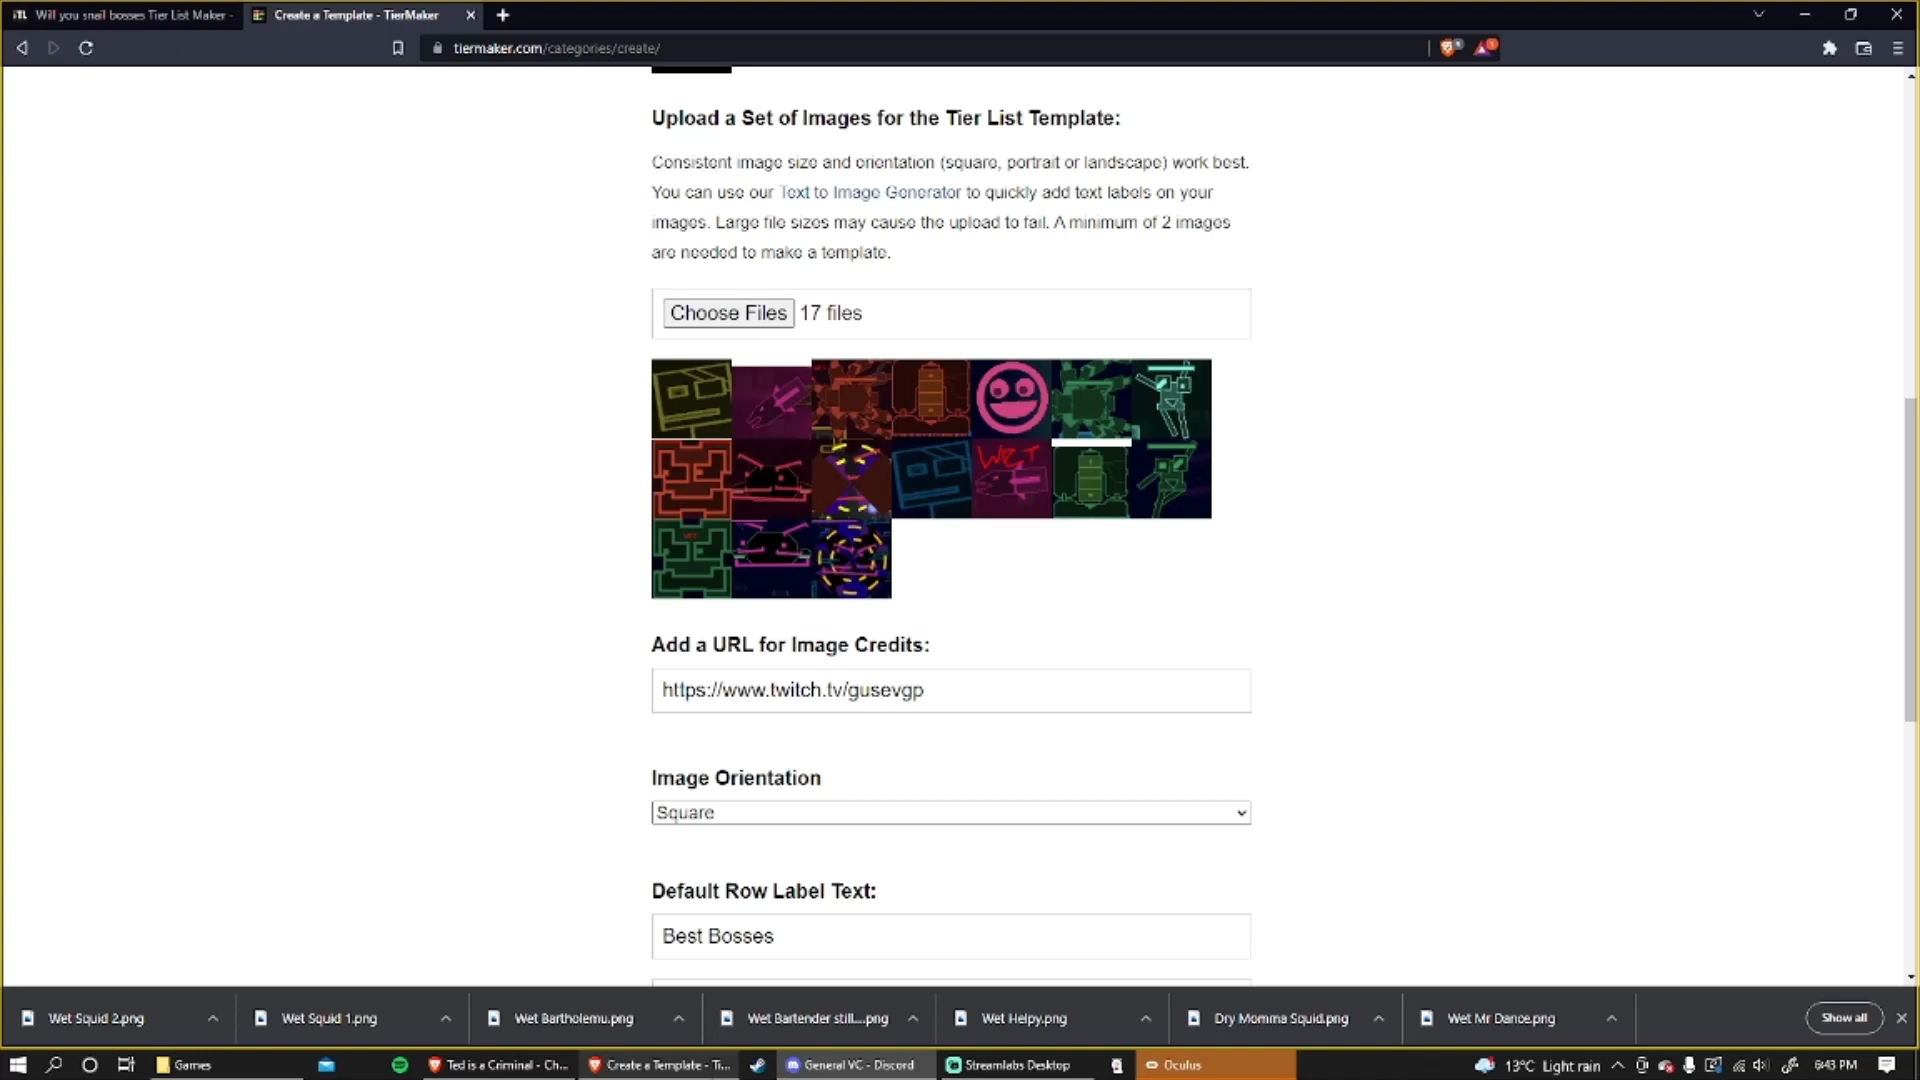 Will you snail bosses Tier List Maker -
Create a Template - TierMaker
tiermaker.com/categories/create/
Upload a Set of Images for the Tier List Template:
Consistent image size and orientation (square, portrait or landscape) work best.
You can use our Text to Image Generator to quickly add text labels on your
images. Large file sizes may cause the upload to fail. A minimum of 2 images
are needed to make a template.
Choose Files 17 files
WET
Add a URL for Image Credits:
https://www.twitch.tv/gusevgp
Image Orientation
Square
Default Row Label Text:
Best Bosses
Wet Squid 2.png
Wet Squid 1.png
Wet Bartholemu.png
Wet Bartender still....png
Wet Helpy.png
Dry Momma Squid.png
Wet Mr Dance.png
Show all
Games
Ted is a Criminal - Ch...
Create a Template - Ti...
General VC - Discord
Streamlabs Desktop
Oculus
13°C Light rain
6:43 PM